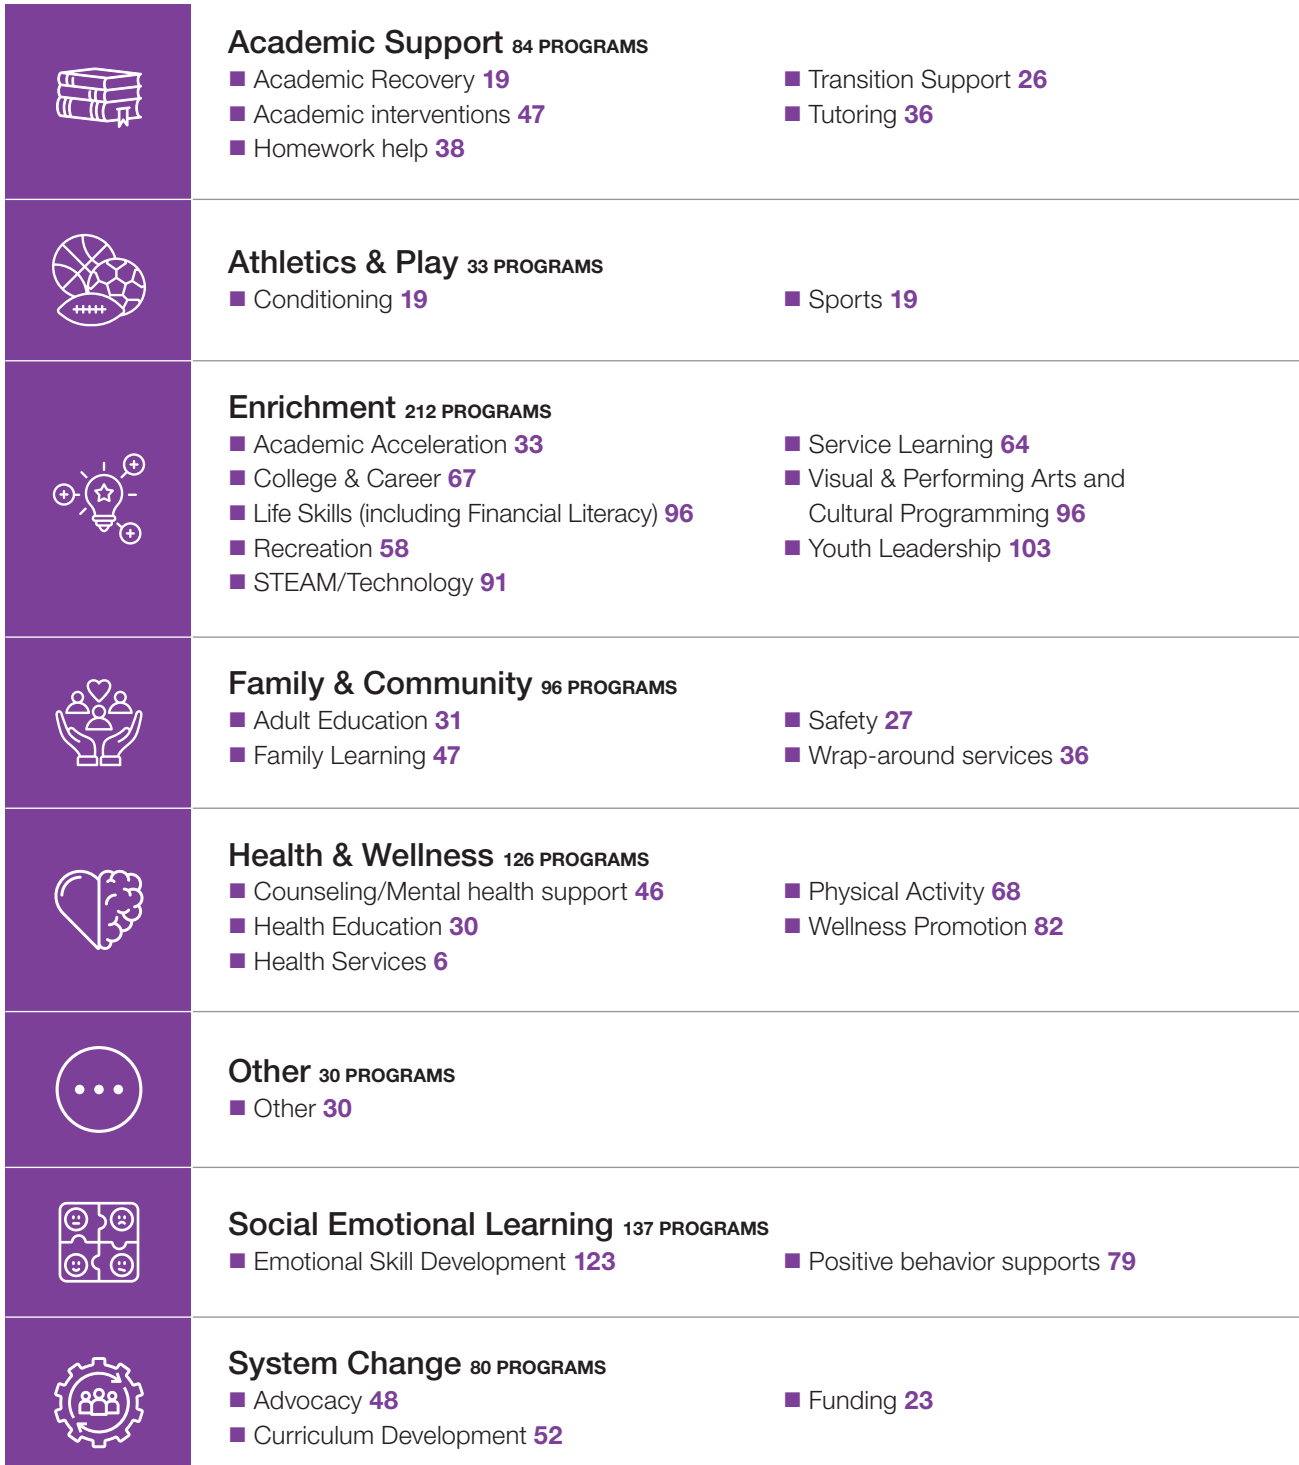 Academic Support 84 PROGRAMS
■ Academic Recovery 19
■ Academic interventions 47
■ Homework help 38
■ Transition Support 26
■ Tutoring 36
Athletics & Play 33 PROGRAMS
■ Conditioning 19
■ Sports 19
Enrichment 212 PROGRAMS
■ Academic Acceleration 33
■ College & Career 67
■ Life Skills (including Financial Literacy) 96
■ Recreation 58
■ STEAM/Technology 91
■ Service Learning 64
■ Visual & Performing Arts and
Cultural Programming 96
■ Youth Leadership 103
Family & Community 96 PROGRAMS
■ Adult Education 31
■ Family Learning 47
■ Safety 27
■ Wrap-around services 36
Health & Wellness 126 PROGRAMS
■ Counseling/Mental health support 46
■ Health Education 30
■ Health Services 6
■ Physical Activity 68
■ Wellness Promotion 82
Other 30 PROGRAMS
■ Other 30
Social Emotional Learning 137 PROGRAMS
■ Emotional Skill Development 123
■ Positive behavior supports 79
System Change 80 PROGRAMS
■ Advocacy 48
■ Curriculum Development 52
■ Funding 23